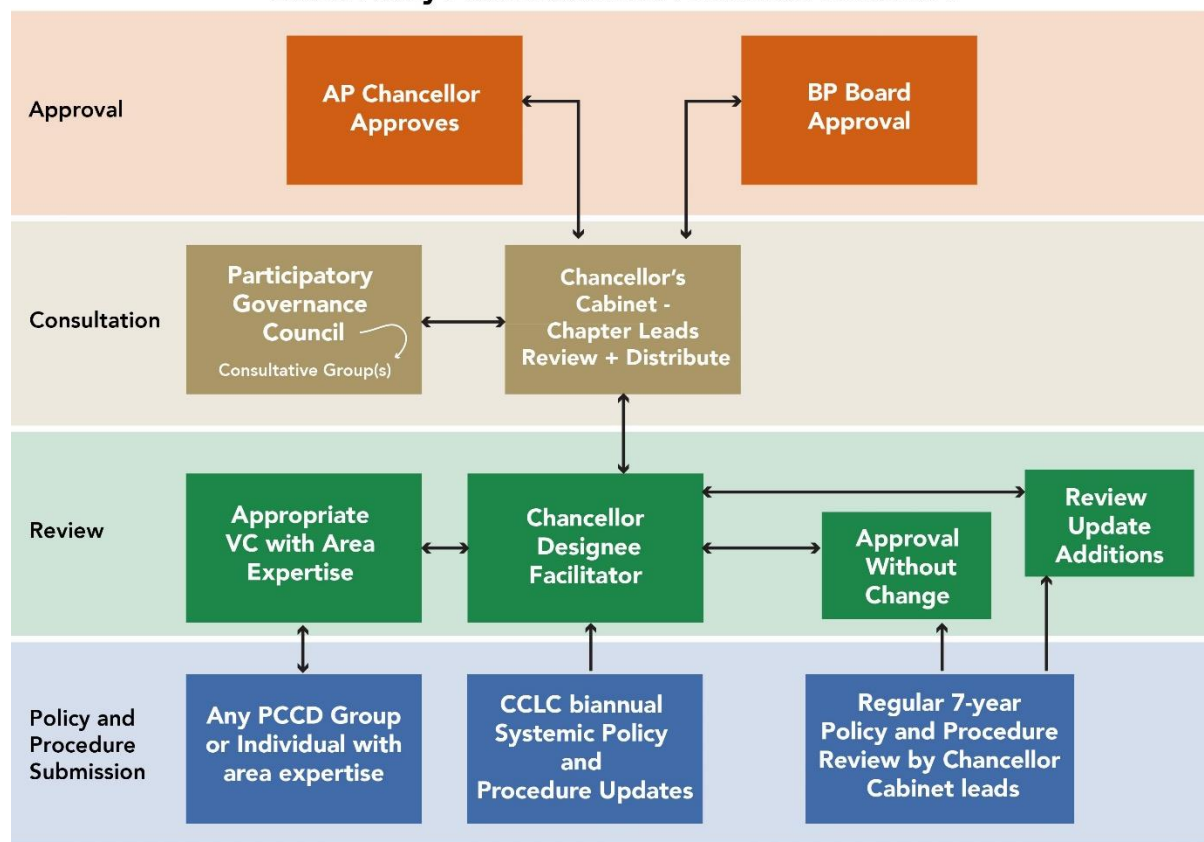 Approval
AP Chancellor
Approves
BP Board
Approval
Consultation
Participatory
Governance
Council
Consultative Group(s)
Chancellor's
Cabinet -
Chapter Leads
Review + Distribute
Review
Appropriate
VC with Area
Expertise
Chancellor
Designee
Facilitator
Approval
Without
Change
Review
Update
Additions
Policy and
Procedure
Submission
Any PCCD Group
or Individual with
area expertise
CCLC biannual
Systemic Policy
and
Procedure Updates
Regular 7-year
Policy and Procedure
Review by Chancellor
Cabinet leads